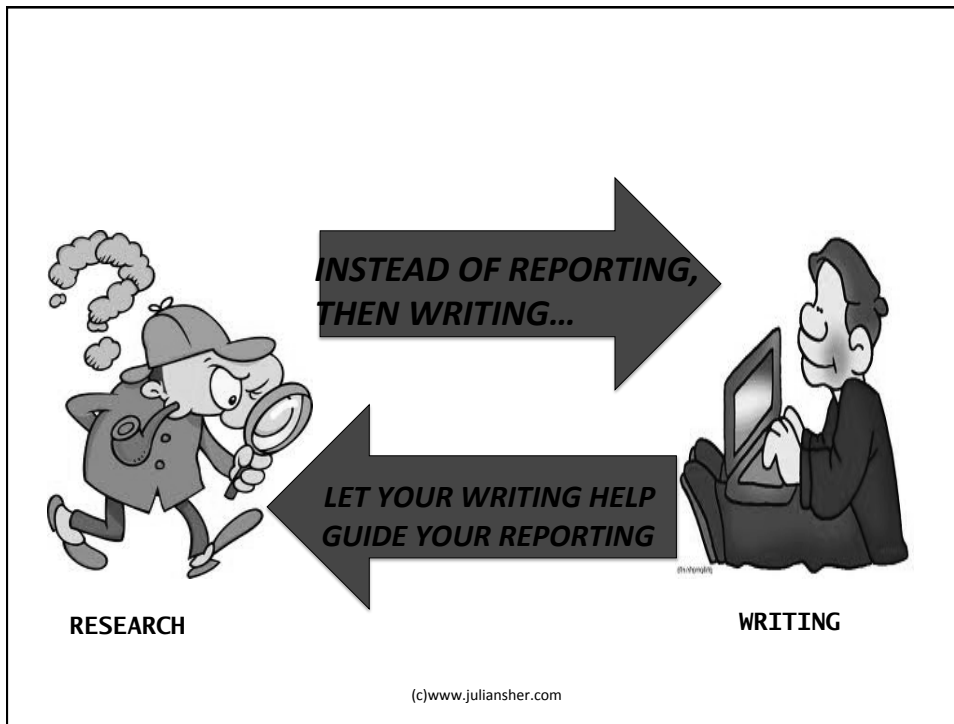 INSTEAD OF REPORTING,
THEN WRITING...
LET YOUR WRITING HELP
GUIDE YOUR REPORTING
RESEARCH
WRITING
(c)www.juliansher.com